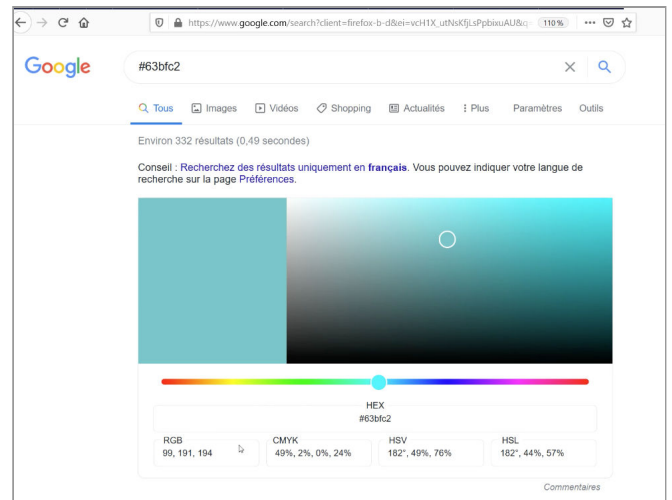 https://www.google.com/search?client=firefox-b-d&ei=vcH1X_utNsKfjLsPpbixuAU&q= 110 %
Google
#63bfc2
Tous Images Vidéos Shopping Actualités Plus Paramètres Outils
Environ 332 résultats (0,49 secondes)
Conseil : Recherchez des résultats uniquement en français. Vous pouvez indiquer votre langue de
recherche sur la page Préférences.
HEX
#63bfc2
RGB CMYK HSV HSL
99, 191, 194 49%, 2%, 0%, 24% 182°, 49%, 76% 182°, 44%, 57%
Commentaires